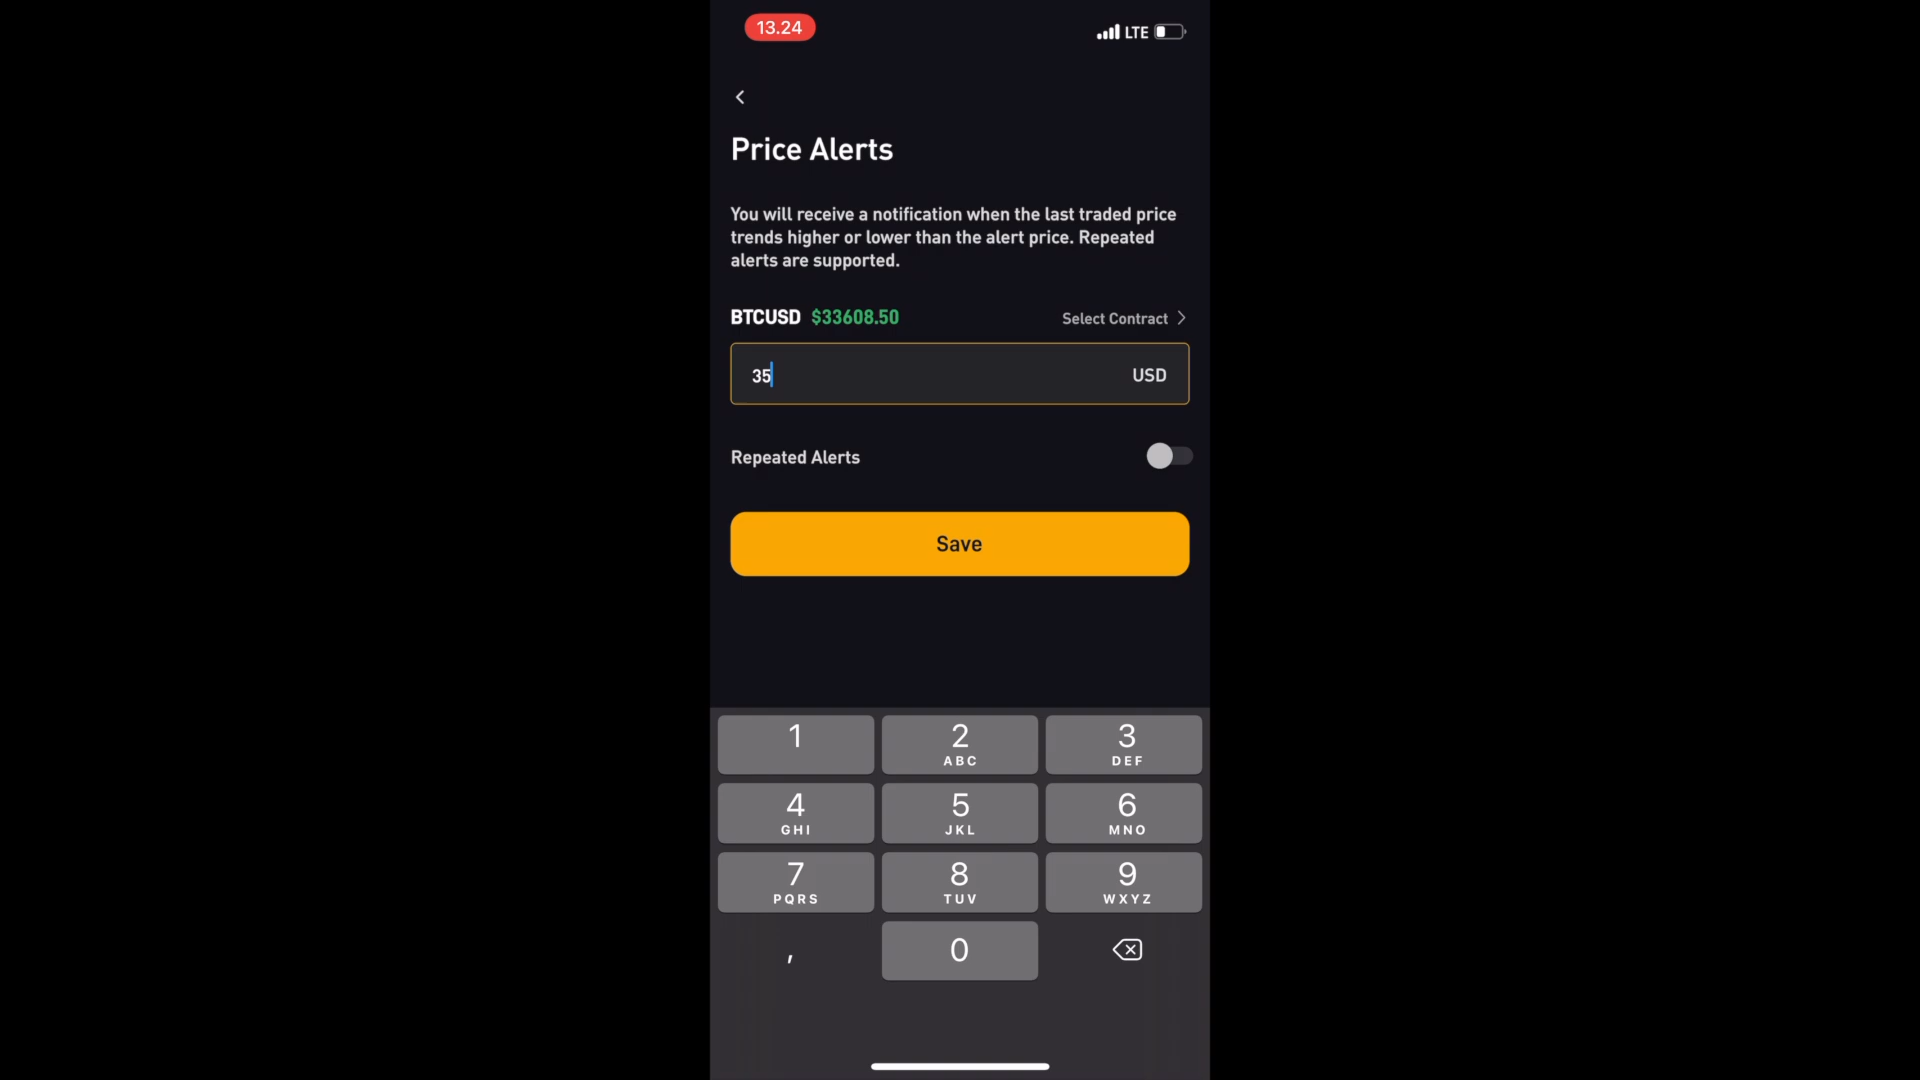 13.24
LTE
Price Alerts
You will receive a notification when the last traded price
trends higher or lower than the alert price. Repeated
alerts are supported.
BTCUSD $33608.50 Select Contract
35 USD
Repeated Alerts
Save
1 2 3
ABC DEF
4 5 6
GHI JKL MNO
7 8 9
PQRS TUV WXYZ
, 0